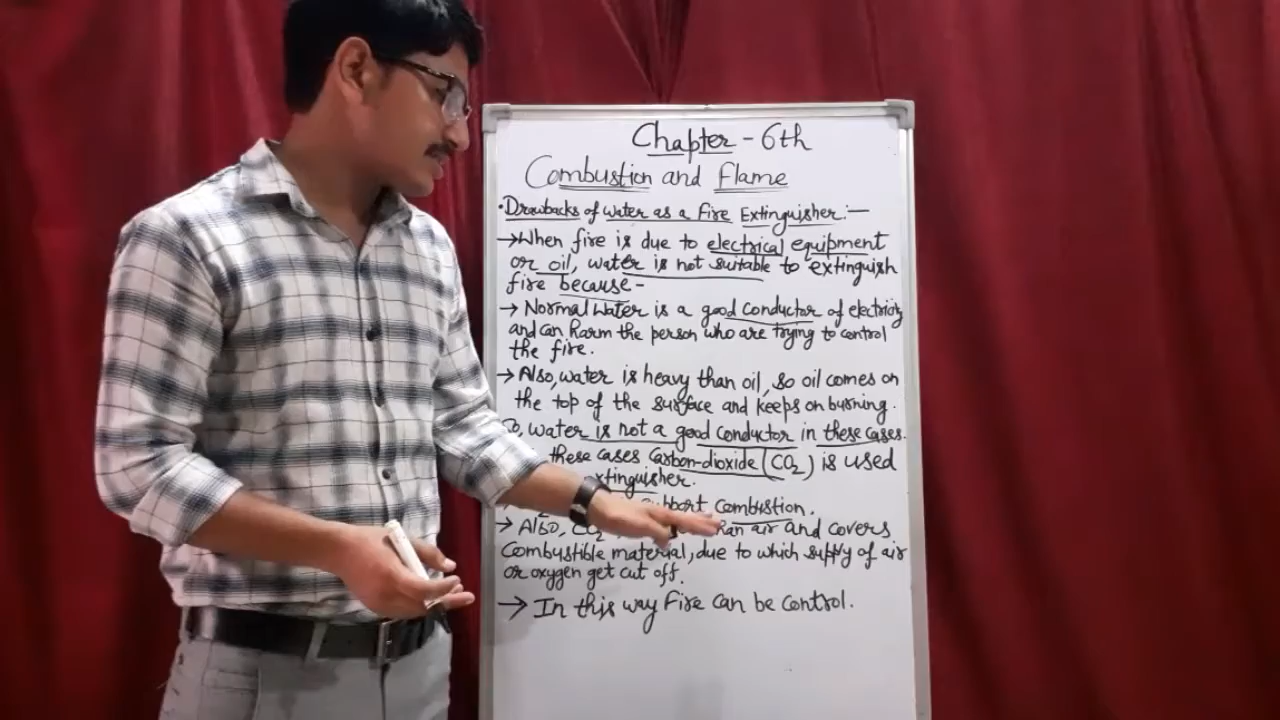 Chapter - 6th
Combustion and Flame
• Drawbacks of water as a Fire Extinguisher :—
→ When fire is due to electrical equipment
or oil, water is not suitable to extinguish
fire because -
→ Normal water is a good conductor of electricity
and can harm the person who are trying to control
the fire.
→ Also, water is heavy than oil, so oil comes on
the top of the surface and keeps on burning.
So, water is not a good conductor in these cases.
these cases Carbon-dioxide (CO2) is used
Combustion.
→ Also, CO2 air and covers
Combustible material, due to which supply of air
or oxygen get cut off.
→ In this way Fire can be control.